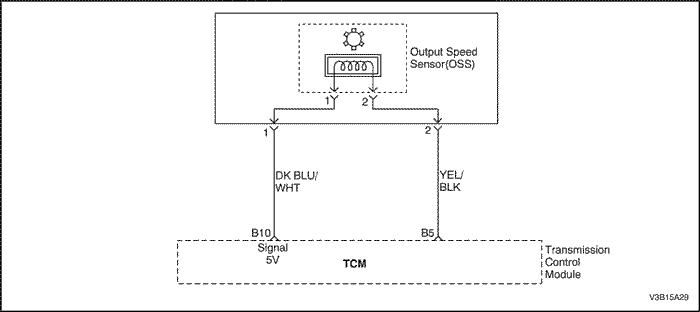 Output Speed
Sensor(OSS)
1 2
1 2
DK BLU/
WHT
YEL/
BLK
B10 B5
Signal
5V
TCM
Transmission
Control
Module
V3B15A29